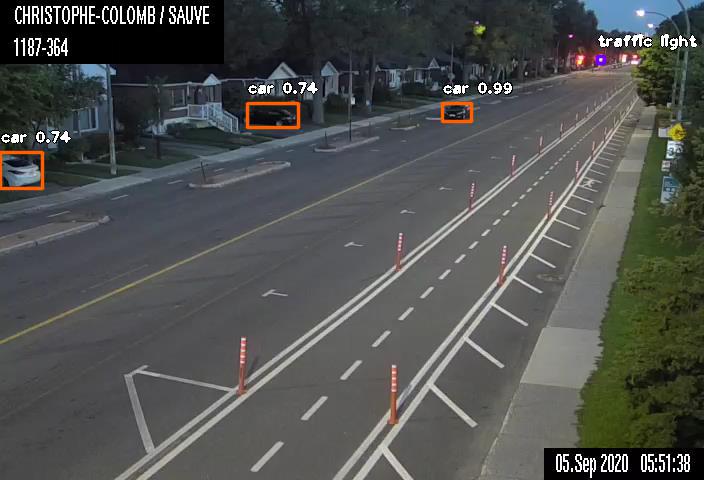 CHRISTOPHE-COLOMB / SAUVE
1187-364
traffic light
car 0.74
car 0.99
car 0.74
05.Sep 2020 05:51:38